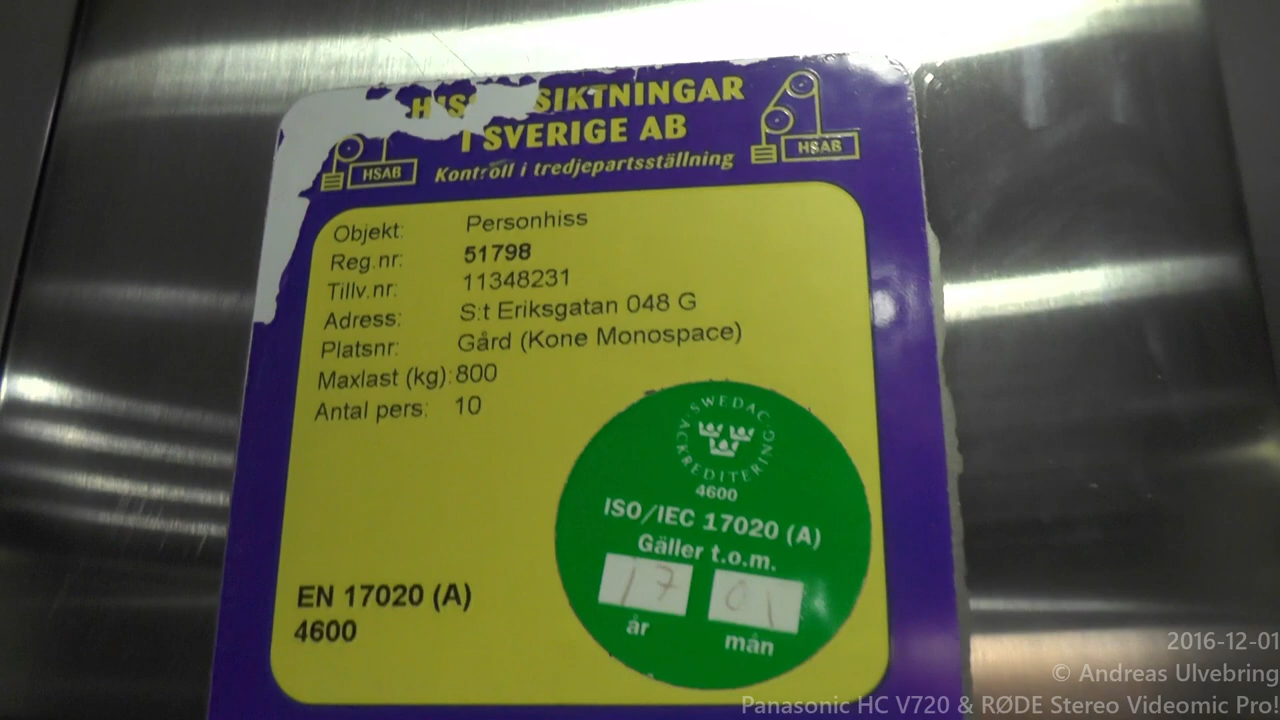 SIKTNINGAR
I SVERIGE AB
Kontroll i tredjepartsställning
HSAB
HSAB
Objekt: Personhiss
Reg.nr: 51798
Tillv.nr: 11348231
Adress: S:t Eriksgatan 048 G
Platsnr: Gård (Kone Monospace)
Maxlast (kg): 800
Antal pers: 10
SWEDAC
ACKREDITERING
4600
ISO/IEC 17020 (A)
Gäller t.o.m.
17 01
år mån
EN 17020 (A)
4600
2016-12-01
© Andreas Ulvebring
Panasonic HC V720 & RØDE Stereo Videomic Pro!